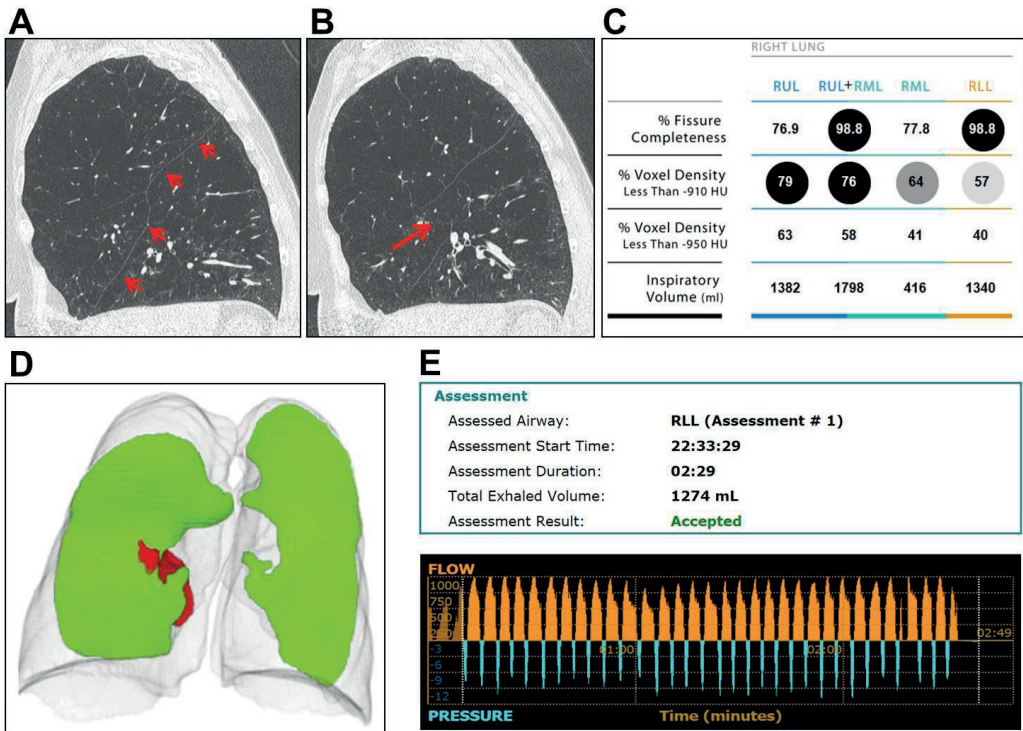 A
B
C
RIGHT LUNG
RUL RUL+RML RML RLL
% Fissure Completeness 76.9 98.8 77.8 98.8
% Voxel Density Less Than -910 HU 79 76 64 57
% Voxel Density Less Than -950 HU 63 58 41 40
Inspiratory Volume (ml) 1382 1798 416 1340
D
E
Assessment
Assessed Airway: RLL (Assessment # 1)
Assessment Start Time: 22:33:29
Assessment Duration: 02:29
Total Exhaled Volume: 1274 mL
Assessment Result: Accepted
FLOW
1000
750
500
250
01:00 02:00 02:49
-3
-6
-9
-12
PRESSURE Time (minutes)